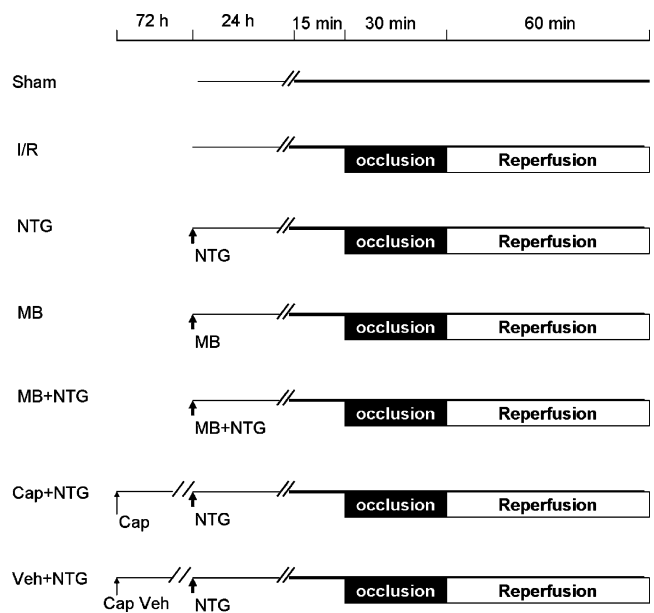 72 h 24 h 15 min 30 min 60 min
Sham
I/R occlusion Reperfusion
NTG occlusion Reperfusion
NTG
MB occlusion Reperfusion
MB
MB+NTG occlusion Reperfusion
MB+NTG
Cap+NTG occlusion Reperfusion
Cap NTG
Veh+NTG occlusion Reperfusion
Cap Veh NTG